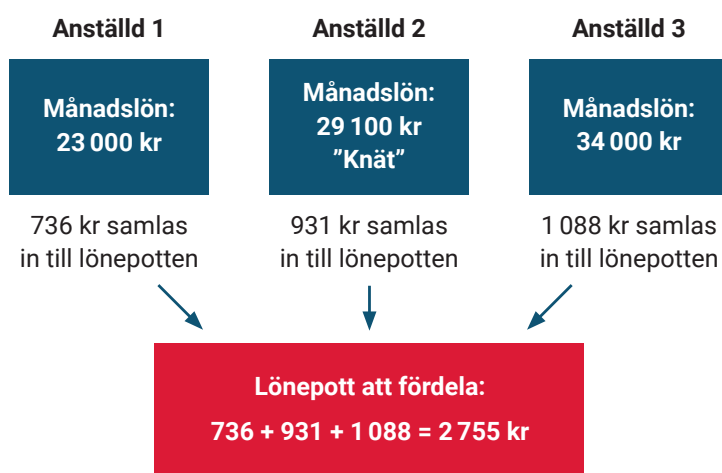 Anställd 1
Anställd 2
Anställd 3
Månadslön:
23 000 kr
Månadslön:
29 100 kr
”Knät”
Månadslön:
34 000 kr
736 kr samlas
in till lönepotten
931 kr samlas
in till lönepotten
1 088 kr samlas
in till lönepotten
Lönepott att fördela:
736 + 931 + 1 088 = 2 755 kr